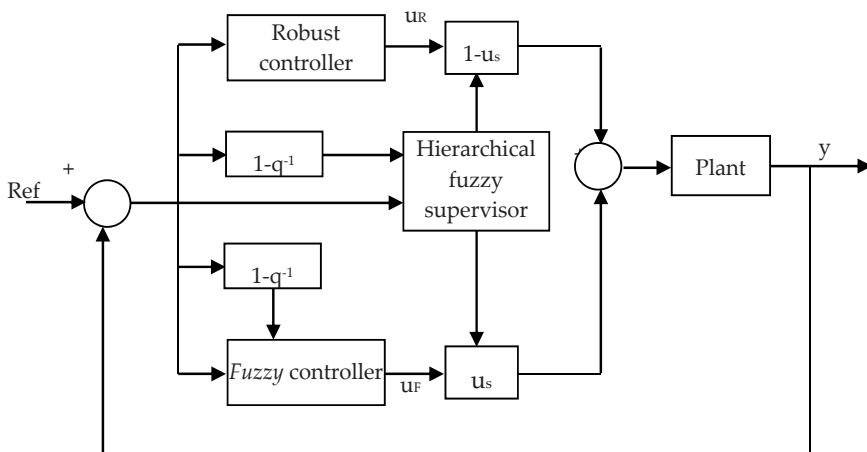 uR
Robust
controller
1-us
+
1-q-1
Hierarchical
fuzzy
supervisor
+
Plant
y
Ref
1-q-1
Fuzzy controller
uF
us